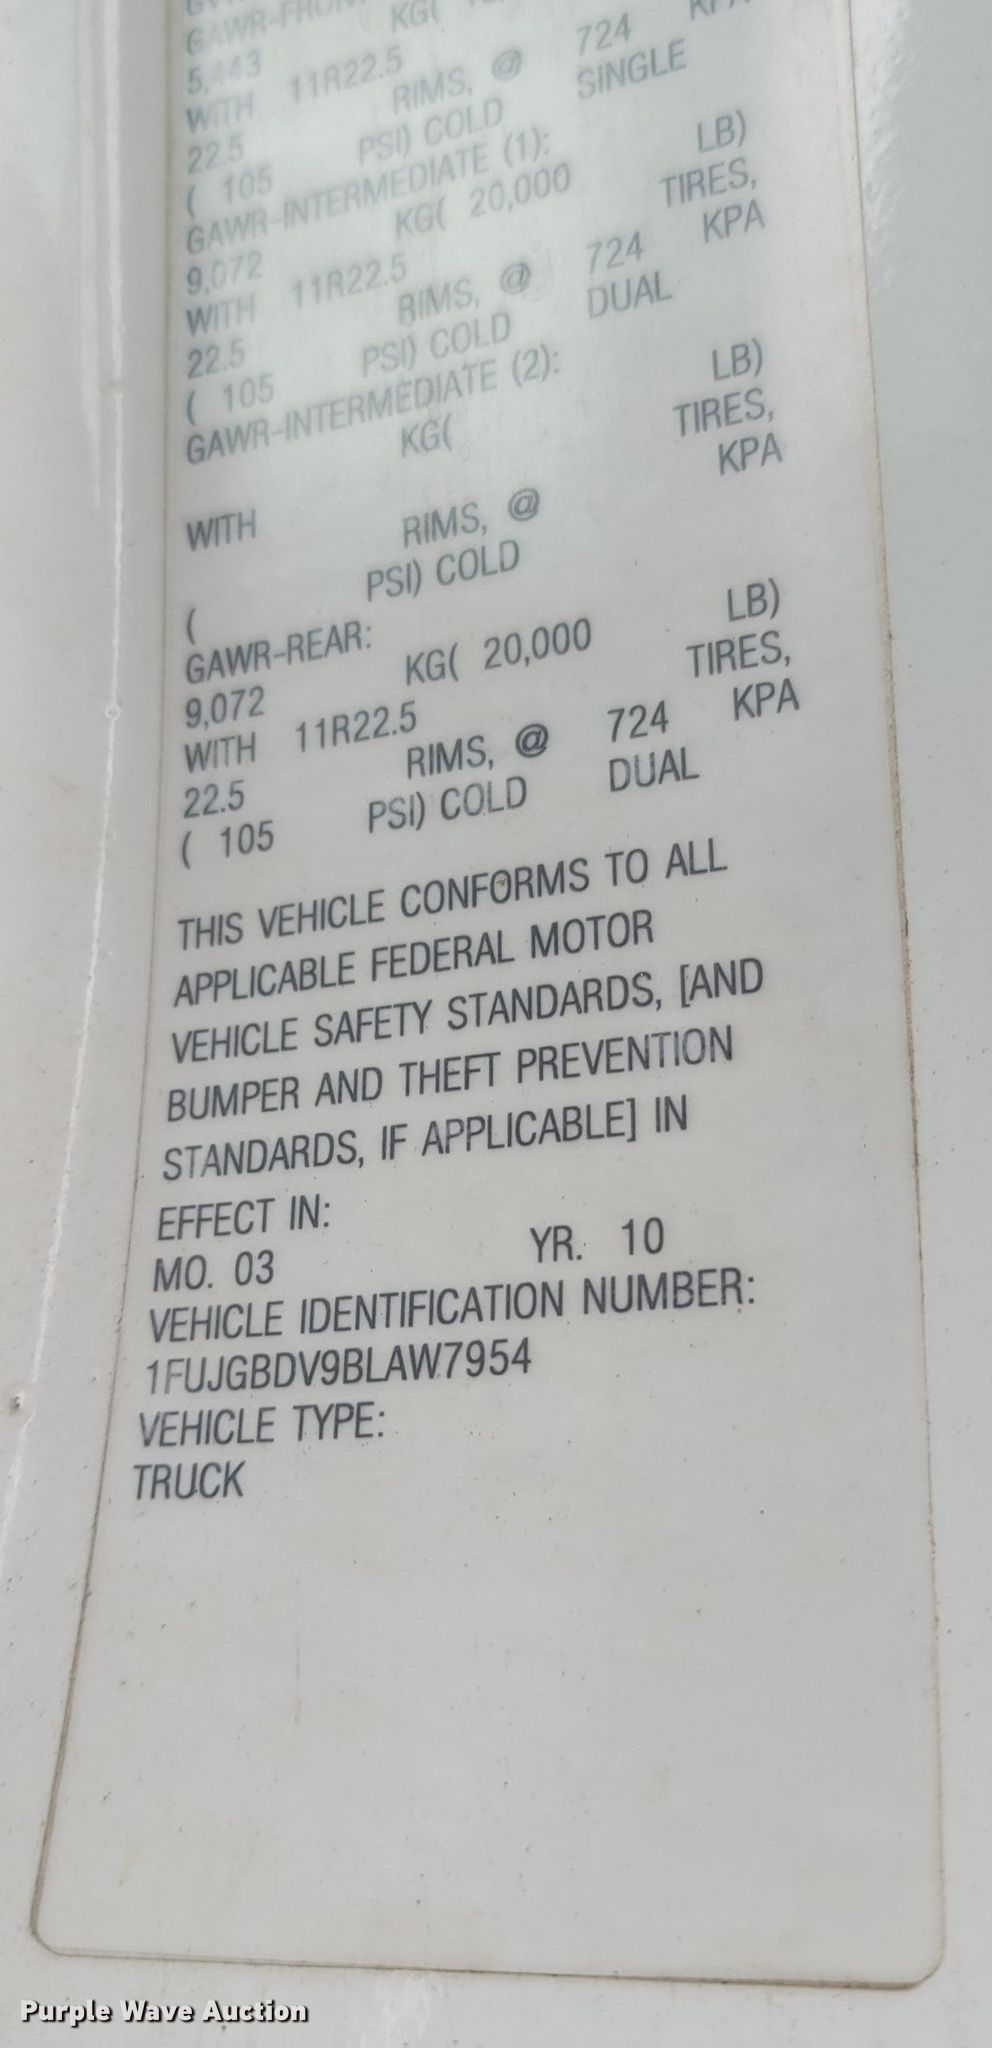 GAWR-FRONT
5,443 KG(
WITH 11R22.5
22.5 RIMS, @ 724 KPA
( 105 PSI) COLD SINGLE
GAWR-INTERMEDIATE (1):
9,072 KG( 20,000 LB)
WITH 11R22.5 TIRES,
22.5 RIMS, @ 724 KPA
( 105 PSI) COLD DUAL
GAWR-INTERMEDIATE (2):
KG( LB)
WITH TIRES,
RIMS, @ KPA
( PSI) COLD
GAWR-REAR:
9,072 KG( 20,000 LB)
WITH 11R22.5 TIRES,
22.5 RIMS, @ 724 KPA
( 105 PSI) COLD DUAL
THIS VEHICLE CONFORMS TO ALL
APPLICABLE FEDERAL MOTOR
VEHICLE SAFETY STANDARDS, [AND
BUMPER AND THEFT PREVENTION
STANDARDS, IF APPLICABLE] IN
EFFECT IN:
MO. 03 YR. 10
VEHICLE IDENTIFICATION NUMBER:
1FUJGBDV9BLAW7954
VEHICLE TYPE:
TRUCK
Purple Wave Auction